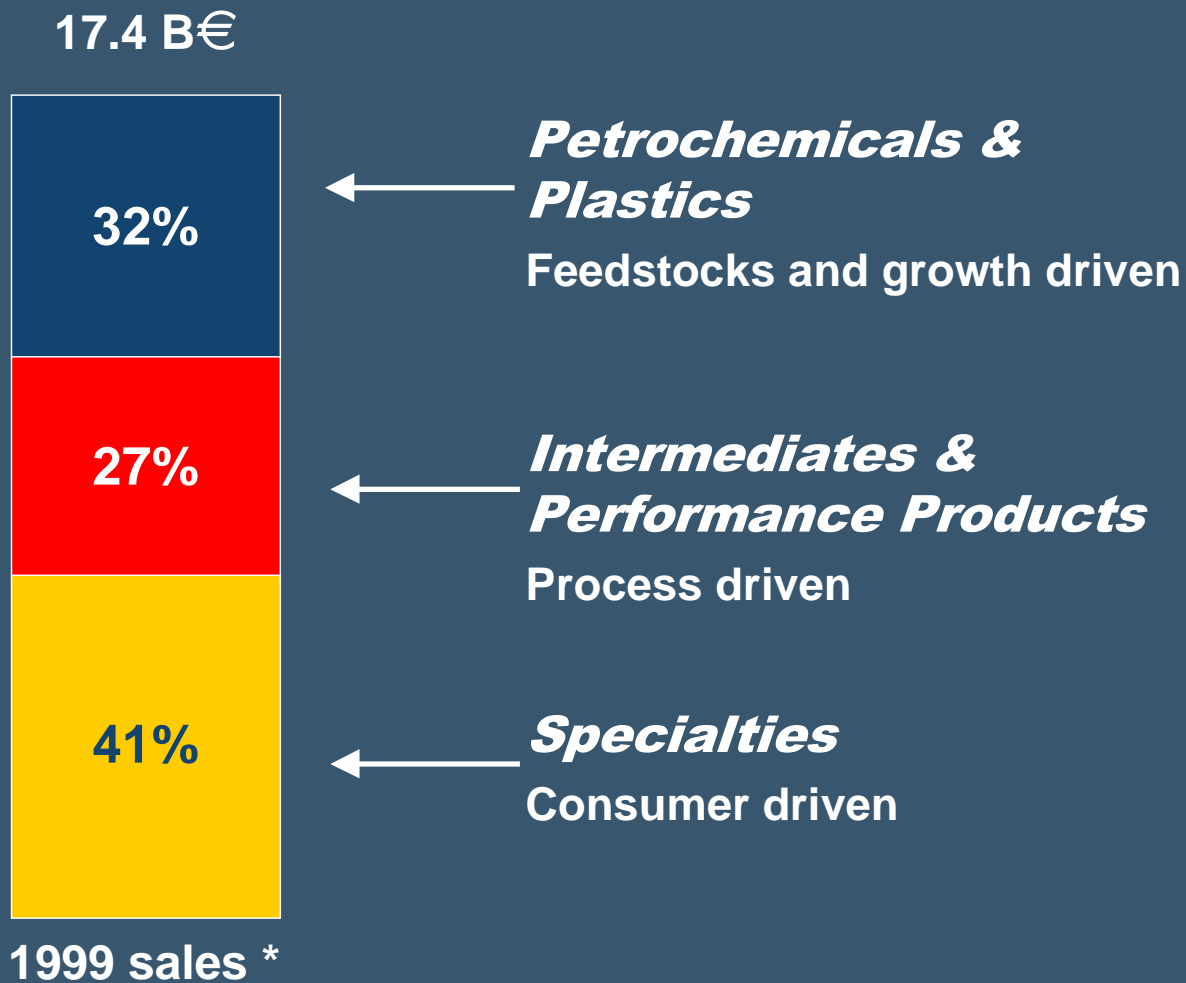 17.4 B€
32%
Petrochemicals &
Plastics
Feedstocks and growth driven
27%
Intermediates &
Performance Products
Process driven
41%
Specialties
Consumer driven
1999 sales *